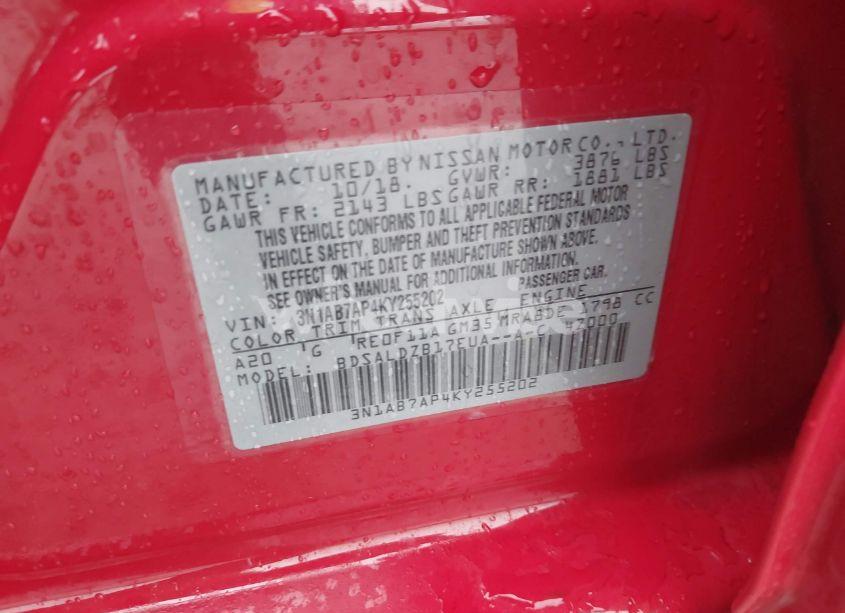 MANUFACTURED BY NISSAN MOTOR CO., LTD.
DATE: 10/18. GVWR: 3876 LBS
GAWR FR: 2143 LBS GAWR RR: 1881 LBS
THIS VEHICLE CONFORMS TO ALL APPLICABLE FEDERAL MOTOR
VEHICLE SAFETY, BUMPER AND THEFT PREVENTION STANDARDS
IN EFFECT ON THE DATE OF MANUFACTURE SHOWN ABOVE.
SEE OWNER'S MANUAL FOR ADDITIONAL INFORMATION.
VIN: 3N1AB7AP4KY255202 PASSENGER CAR.
COLOR TRIM TRANS AXLE ENGINE
A20 G RE0F11A GM35 MRA8DE 1798 CC
MODEL: BDSALDZB17EUA--A-C 4Z000
3N1AB7AP4KY255202